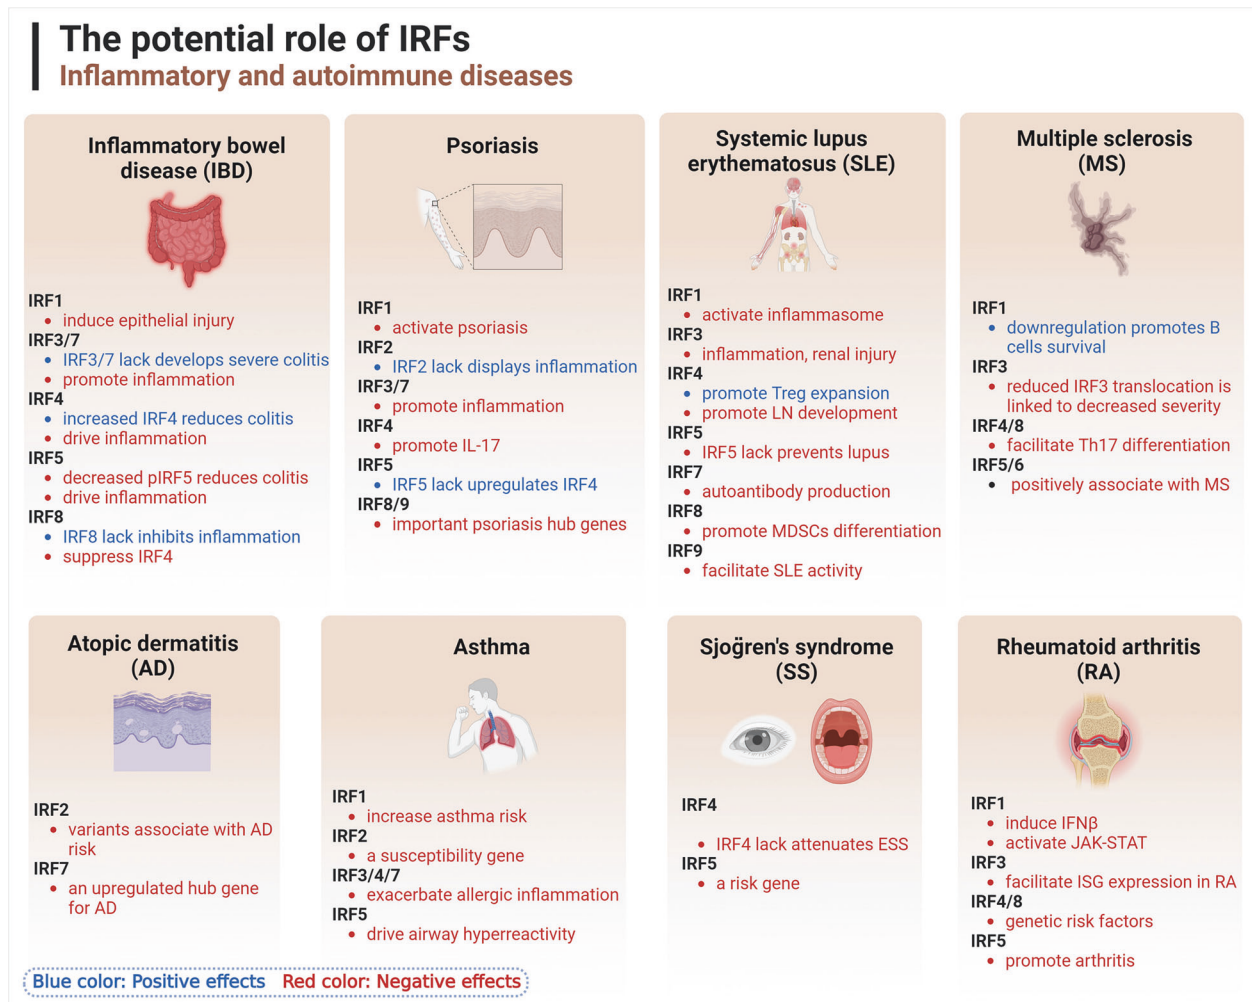 The potential role of IRFs
Inflammatory and autoimmune diseases
Inflammatory bowel
disease (IBD)
IRF1
• induce epithelial injury
IRF3/7
• IRF3/7 lack develops severe colitis
• promote inflammation
IRF4
• increased IRF4 reduces colitis
• drive inflammation
IRF5
• decreased pIRF5 reduces colitis
• drive inflammation
IRF8
• IRF8 lack inhibits inflammation
• suppress IRF4
Psoriasis
IRF1
• activate psoriasis
IRF2
• IRF2 lack displays inflammation
IRF3/7
• promote inflammation
IRF4
• promote IL-17
IRF5
• IRF5 lack upregulates IRF4
IRF8/9
• important psoriasis hub genes
Systemic lupus
erythematosus (SLE)
IRF1
• activate inflammasome
IRF3
• inflammation, renal injury
IRF4
• promote Treg expansion
• promote LN development
IRF5
• IRF5 lack prevents lupus
IRF7
• autoantibody production
IRF8
• promote MDSCs differentiation
IRF9
• facilitate SLE activity
Multiple sclerosis
(MS)
IRF1
• downregulation promotes B
cells survival
IRF3
• reduced IRF3 translocation is
linked to decreased severity
IRF4/8
• facilitate Th17 differentiation
IRF5/6
• positively associate with MS
Atopic dermatitis
(AD)
IRF2
• variants associate with AD
risk
IRF7
• an upregulated hub gene
for AD
Asthma
IRF1
• increase asthma risk
IRF2
• a susceptibility gene
IRF3/4/7
• exacerbate allergic inflammation
IRF5
• drive airway hyperreactivity
Sjoğren's syndrome
(SS)
IRF4
• IRF4 lack attenuates ESS
IRF5
• a risk gene
Rheumatoid arthritis
(RA)
IRF1
• induce IFNβ
• activate JAK-STAT
IRF3
• facilitate ISG expression in RA
IRF4/8
• genetic risk factors
IRF5
• promote arthritis
Blue color: Positive effects Red color: Negative effects